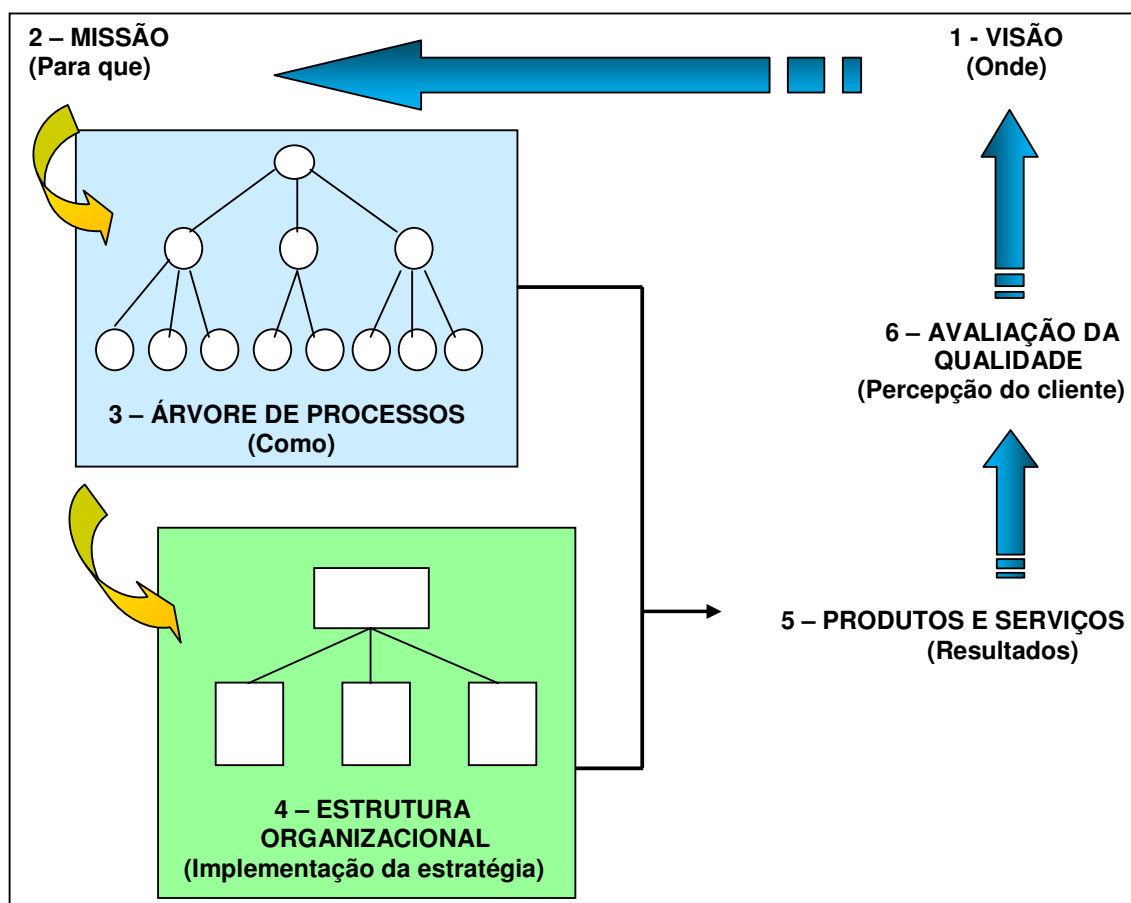 2 – MISSÃO
(Para que)
1 - VISÃO
(Onde)
3 – ÁRVORE DE PROCESSOS
(Como)
4 – ESTRUTURA
ORGANIZACIONAL
(Implementação da estratégia)
5 – PRODUTOS E SERVIÇOS
(Resultados)
6 – AVALIAÇÃO DA
QUALIDADE
(Percepção do cliente)